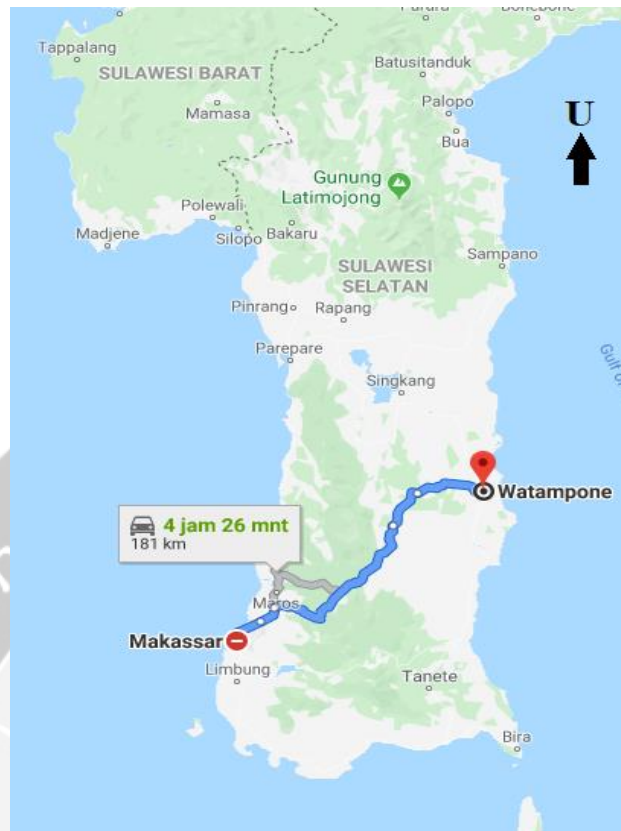 Tappalang
SULAWESI BARAT
Mamasa
Batusitanduk
Palopo
Bua
U
Gunung
Latimojong
Polewali
Madjene
Silopo
Bakaru
SULAWESI
SELATAN
Sampano
Pinrang
Rapang
Parepare
Singkang
Gulf
Watampone
4 jam 26 mnt
181 km
Maros
Makassar
Limbung
Tanete
Bira